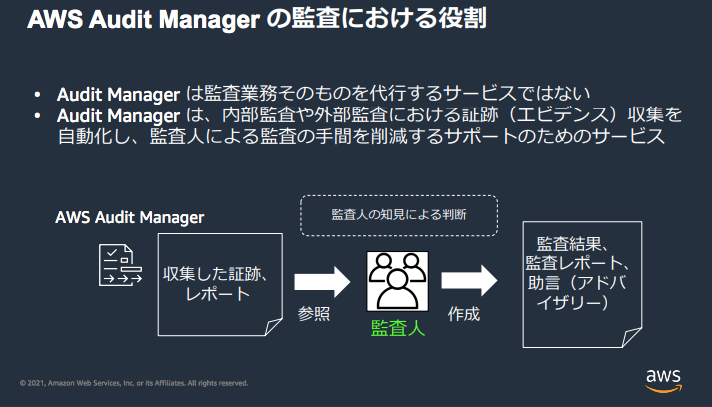 AWS Audit Manager の監査における役割
• Audit Manager は監査業務そのものを代行するサービスではない
• Audit Manager は、内部監査や外部監査における証跡（エビデンス）収集を
自動化し、監査人による監査の手間を削減するサポートのためのサービス
AWS Audit Manager
監査人の知見による判断
収集した証跡、
レポート
参照
監査人
作成
監査結果、
監査レポート、
助言（アドバ
イザリー）
© 2021, Amazon Web Services, Inc. or its Affiliates. All rights reserved.
aws